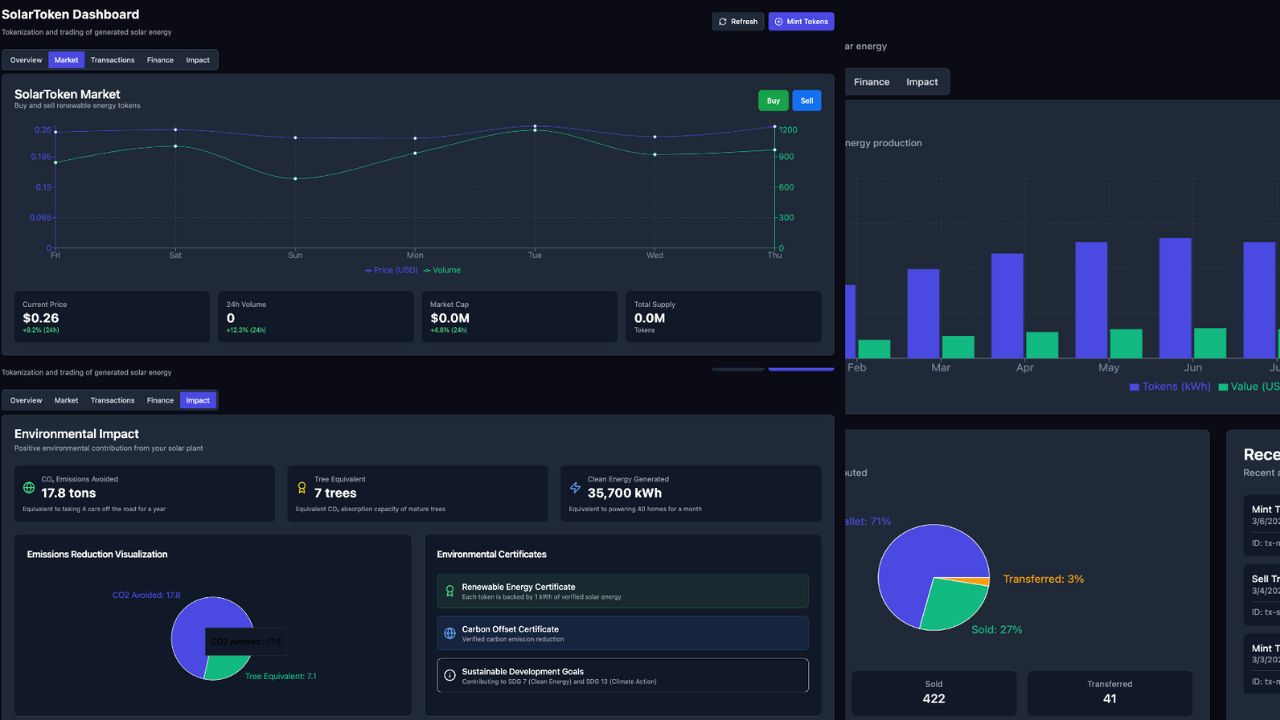 SolarToken Dashboard
Tokenization and trading of generated solar energy
Refresh
Mint Tokens
Overview Market Transactions Finance Impact
SolarToken Market
Buy and sell renewable energy tokens
Buy Sell
0.26
0.195
0.13
0.065
0
1200
900
600
300
0
Fri Sat Sun Mon Tue Wed Thu
Price (USD) Volume
Current Price
$0.26
+9.2% (24h)
24h Volume
0
+12.3% (24h)
Market Cap
$0.0M
+4.8% (24h)
Total Supply
0.0M
Tokens
Tokenization and trading of generated solar energy
Overview Market Transactions Finance Impact
Environmental Impact
Positive environmental contribution from your solar plant
CO₂ Emissions Avoided
17.8 tons
Equivalent to taking 4 cars off the road for a year
Tree Equivalent
7 trees
Equivalent CO₂ absorption capacity of mature trees
Clean Energy Generated
35,700 kWh
Equivalent to powering 40 homes for a month
Emissions Reduction Visualization
CO2 Avoided: 17.8
CO2 Avoided : 17.8
Tree Equivalent: 7.1
Environmental Certificates
Renewable Energy Certificate
Each token is backed by 1 kWh of verified solar energy
Carbon Offset Certificate
Verified carbon emission reduction
Sustainable Development Goals
Contributing to SDG 7 (Clean Energy) and SDG 13 (Climate Action)
ar energy
Finance Impact
nergy production
Feb Mar Apr May Jun Ju
Tokens (kWh) Value (US
outed
allet: 71%
Transferred: 3%
Sold: 27%
Sold
422
Transferred
41
Rece
Recent a
Mint T
3/6/202
ID: tx-m
Sell Tr
3/4/202
ID: tx-s
Mint T
3/3/202
ID: tx-m